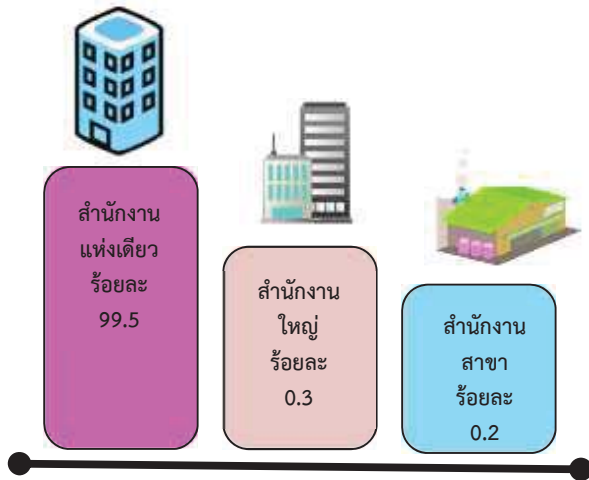 สำนักงาน
แห่งเดียว
ร้อยละ
99.5
สำนักงาน
ใหญ่
ร้อยละ
0.3
สำนักงาน
สาขา
ร้อยละ
0.2